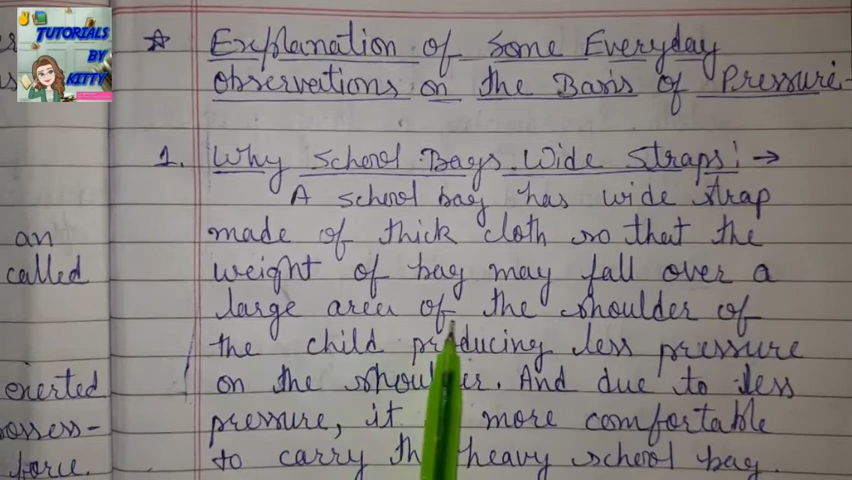 TUTORIALS
BY
KITTY
☆ Explanation of Some Everyday
Observations on the Basis of Pressure:-
1. Why School Bags Wide Straps:→
A school bag has wide strap
made of thick cloth so that the
weight of bag may fall over a
large area of the shoulder of
the child producing less pressure
on the shoulder. And due to less
pressure, it more comfortable
to carry the heavy school bag.
an
called
exerted
ossess-
force.